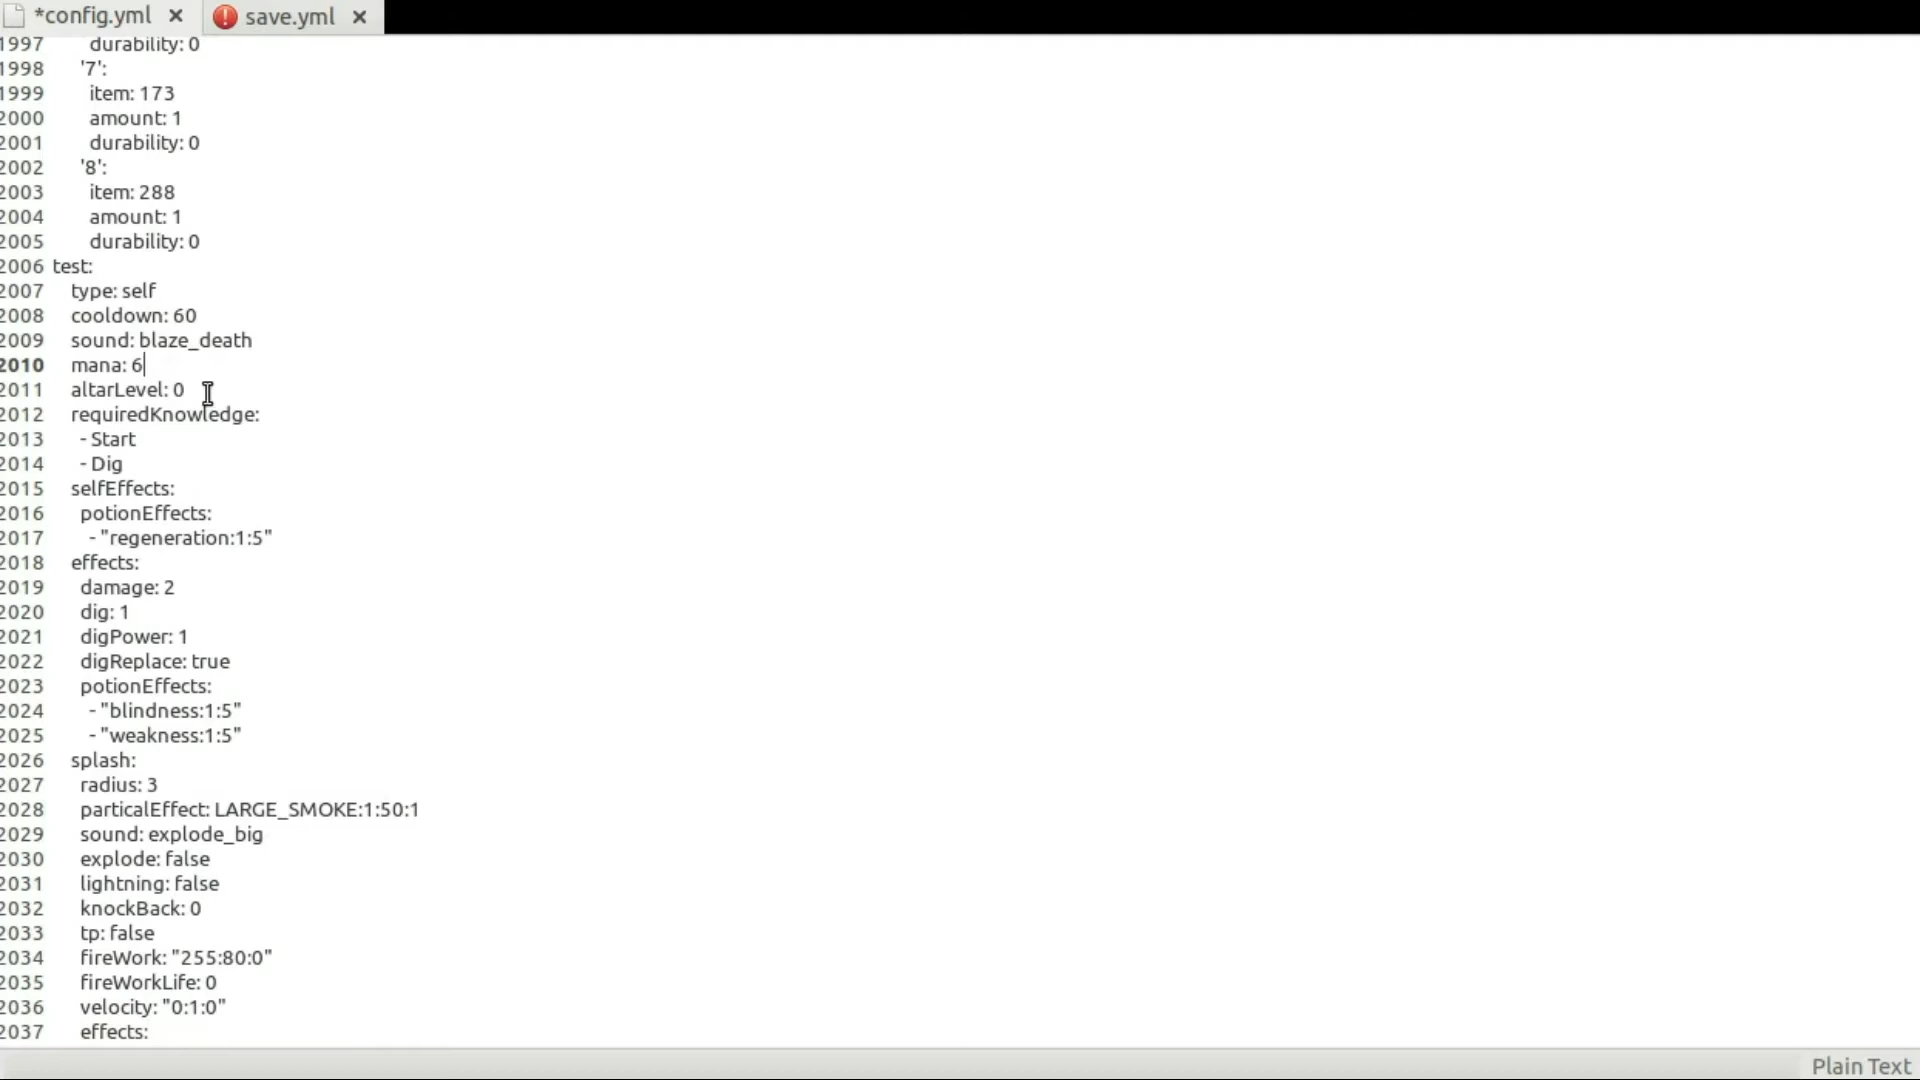 *config.yml × save.yml ×
1997 durability: 0
1998 '7':
1999 item: 173
2000 amount: 1
2001 durability: 0
2002 '8':
2003 item: 288
2004 amount: 1
2005 durability: 0
2006 test:
2007 type: self
2008 cooldown: 60
2009 sound: blaze_death
2010 mana: 6
2011 altarLevel: 0
2012 requiredKnowledge:
2013 - Start
2014 - Dig
2015 selfEffects:
2016 potionEffects:
2017 - "regeneration:1:5"
2018 effects:
2019 damage: 2
2020 dig: 1
2021 digPower: 1
2022 digReplace: true
2023 potionEffects:
2024 - "blindness:1:5"
2025 - "weakness:1:5"
2026 splash:
2027 radius: 3
2028 particalEffect: LARGE_SMOKE:1:50:1
2029 sound: explode_big
2030 explode: false
2031 lightning: false
2032 knockBack: 0
2033 tp: false
2034 fireWork: "255:80:0"
2035 fireWorkLife: 0
2036 velocity: "0:1:0"
2037 effects:
Plain Text